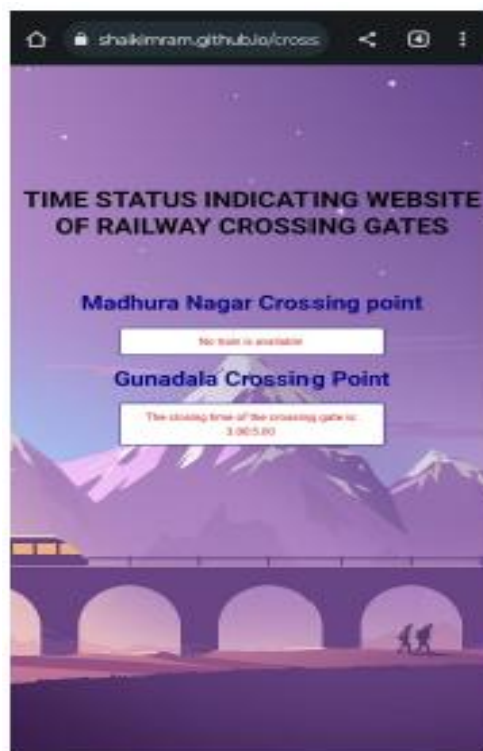 shaikimram.github.io/cross
4
TIME STATUS INDICATING WEBSITE
OF RAILWAY CROSSING GATES
Madhura Nagar Crossing point
No train is available
Gunadala Crossing Point
The closing time of the crossing gate is: